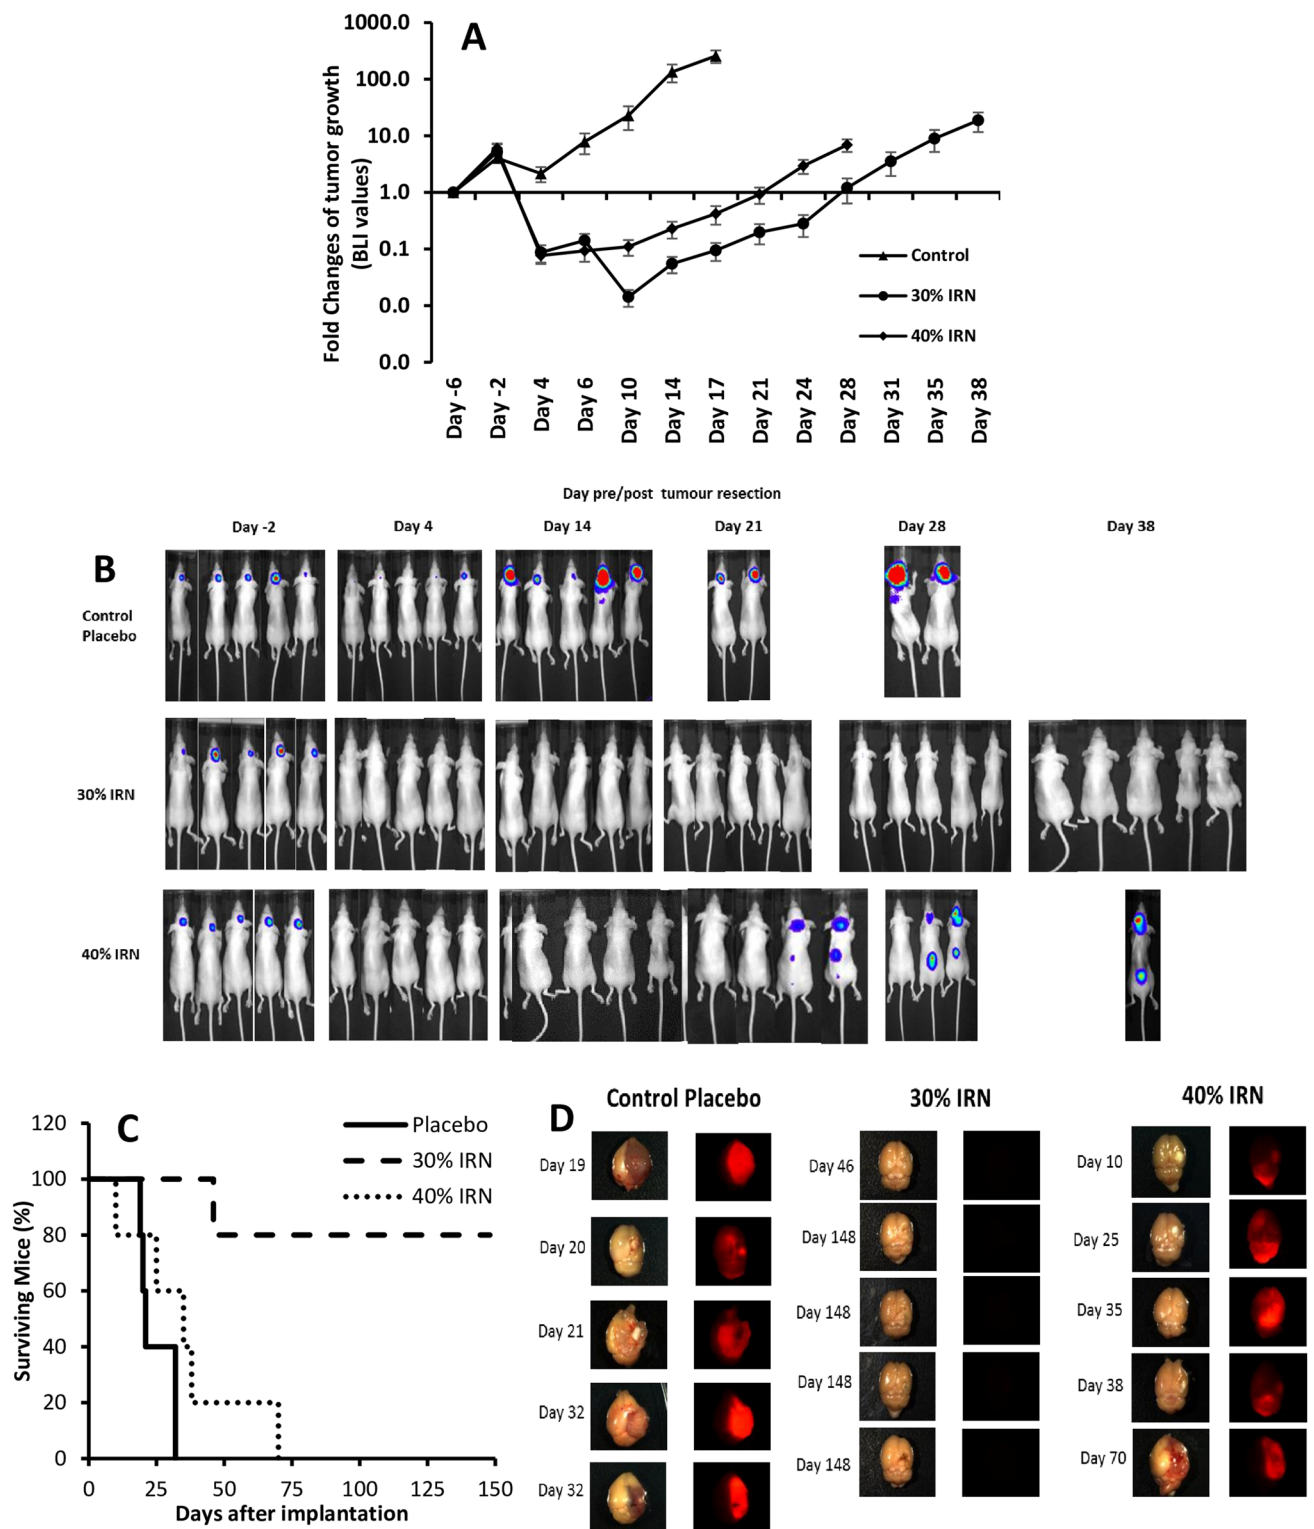 A
1000.0
100.0
10.0
1.0
0.1
0.0
0.0
Fold Changes of tumor growth
(BLI values)
Control
30% IRN
40% IRN
Day -6
Day -2
Day 4
Day 6
Day 10
Day 14
Day 17
Day 21
Day 24
Day 28
Day 31
Day 35
Day 38
Day pre/post tumour resection
Day -2
Day 4
Day 14
Day 21
Day 28
Day 38
B
Control
Placebo
30% IRN
40% IRN
C
120
100
80
60
40
20
0
Surviving Mice (%)
Placebo
30% IRN
40% IRN
0
25
50
75
100
125
150
Days after implantation
D
Control Placebo
30% IRN
40% IRN
Day 19
Day 20
Day 21
Day 32
Day 32
Day 46
Day 148
Day 148
Day 148
Day 148
Day 10
Day 25
Day 35
Day 38
Day 70